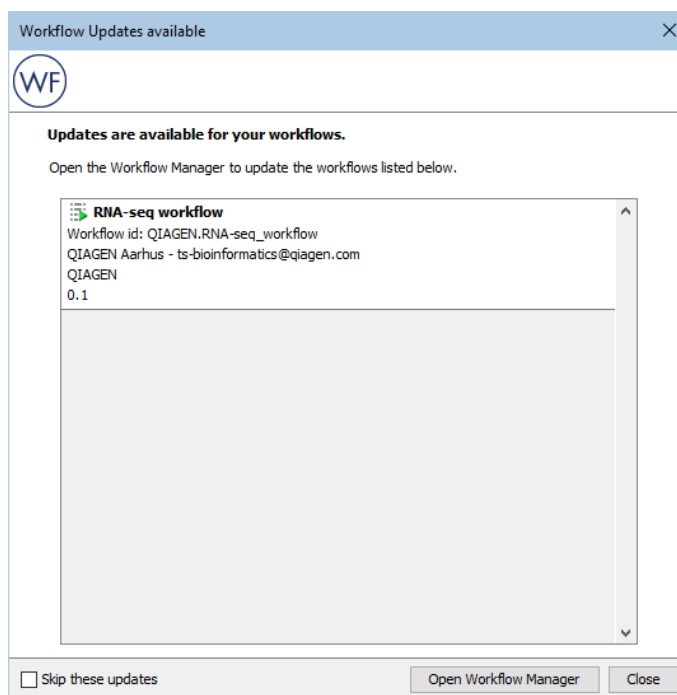 Workflow Updates available
WF
Updates are available for your workflows.
Open the Workflow Manager to update the workflows listed below.
RNA-seq workflow
Workflow id: QIAGEN.RNA-seq_workflow
QIAGEN Aarhus - ts-bioinformatics@qiagen.com
QIAGEN
0.1
Skip these updates
Open Workflow Manager
Close